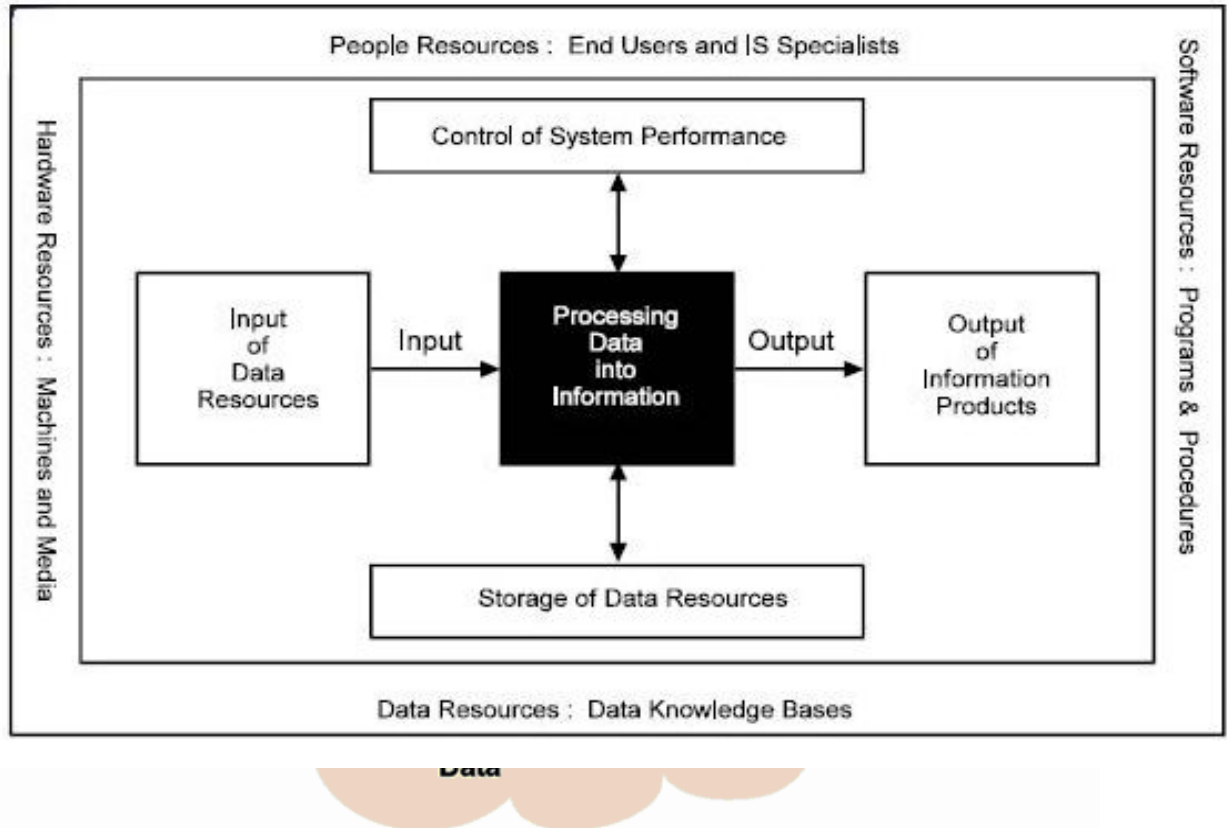 People Resources : End Users and IS Specialists
Hardware Resources : Machines and Media
Software Resources : Programs & Procedures
Control of System Performance
Input
of
Data
Resources
Input
Processing
Data
into
Information
Output
Output
of
Information
Products
Storage of Data Resources
Data Resources : Data Knowledge Bases
Data